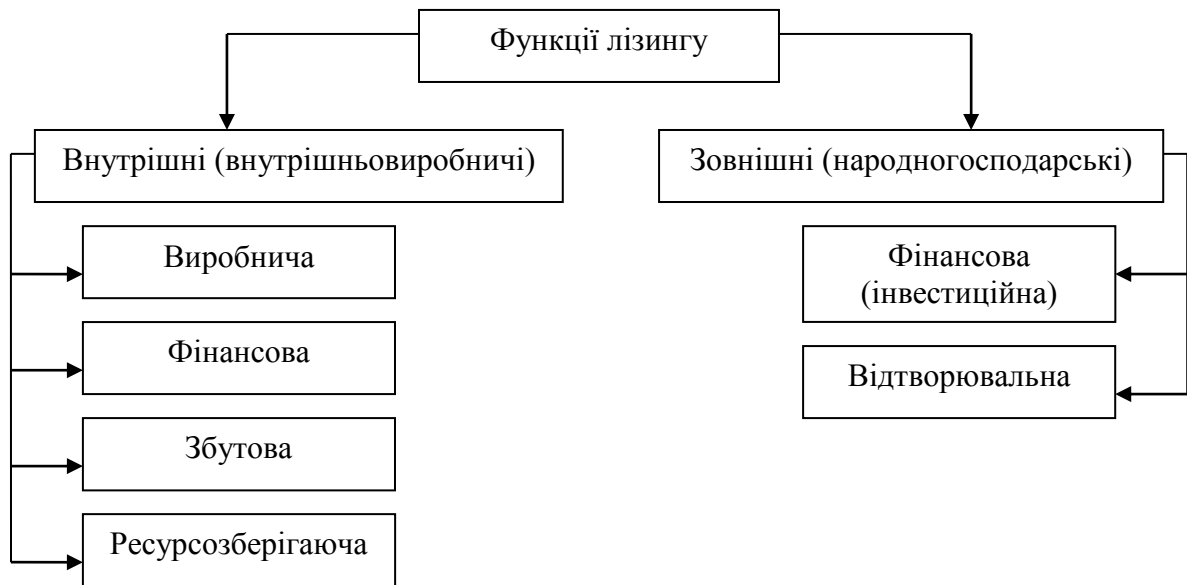 Функції лізингу
Внутрішні (внутрішньовиробничі)
Виробнича
Фінансова
Збутова
Ресурсозберігаюча
Зовнішні (народногосподарські)
Фінансова
(інвестиційна)
Відтворювальна